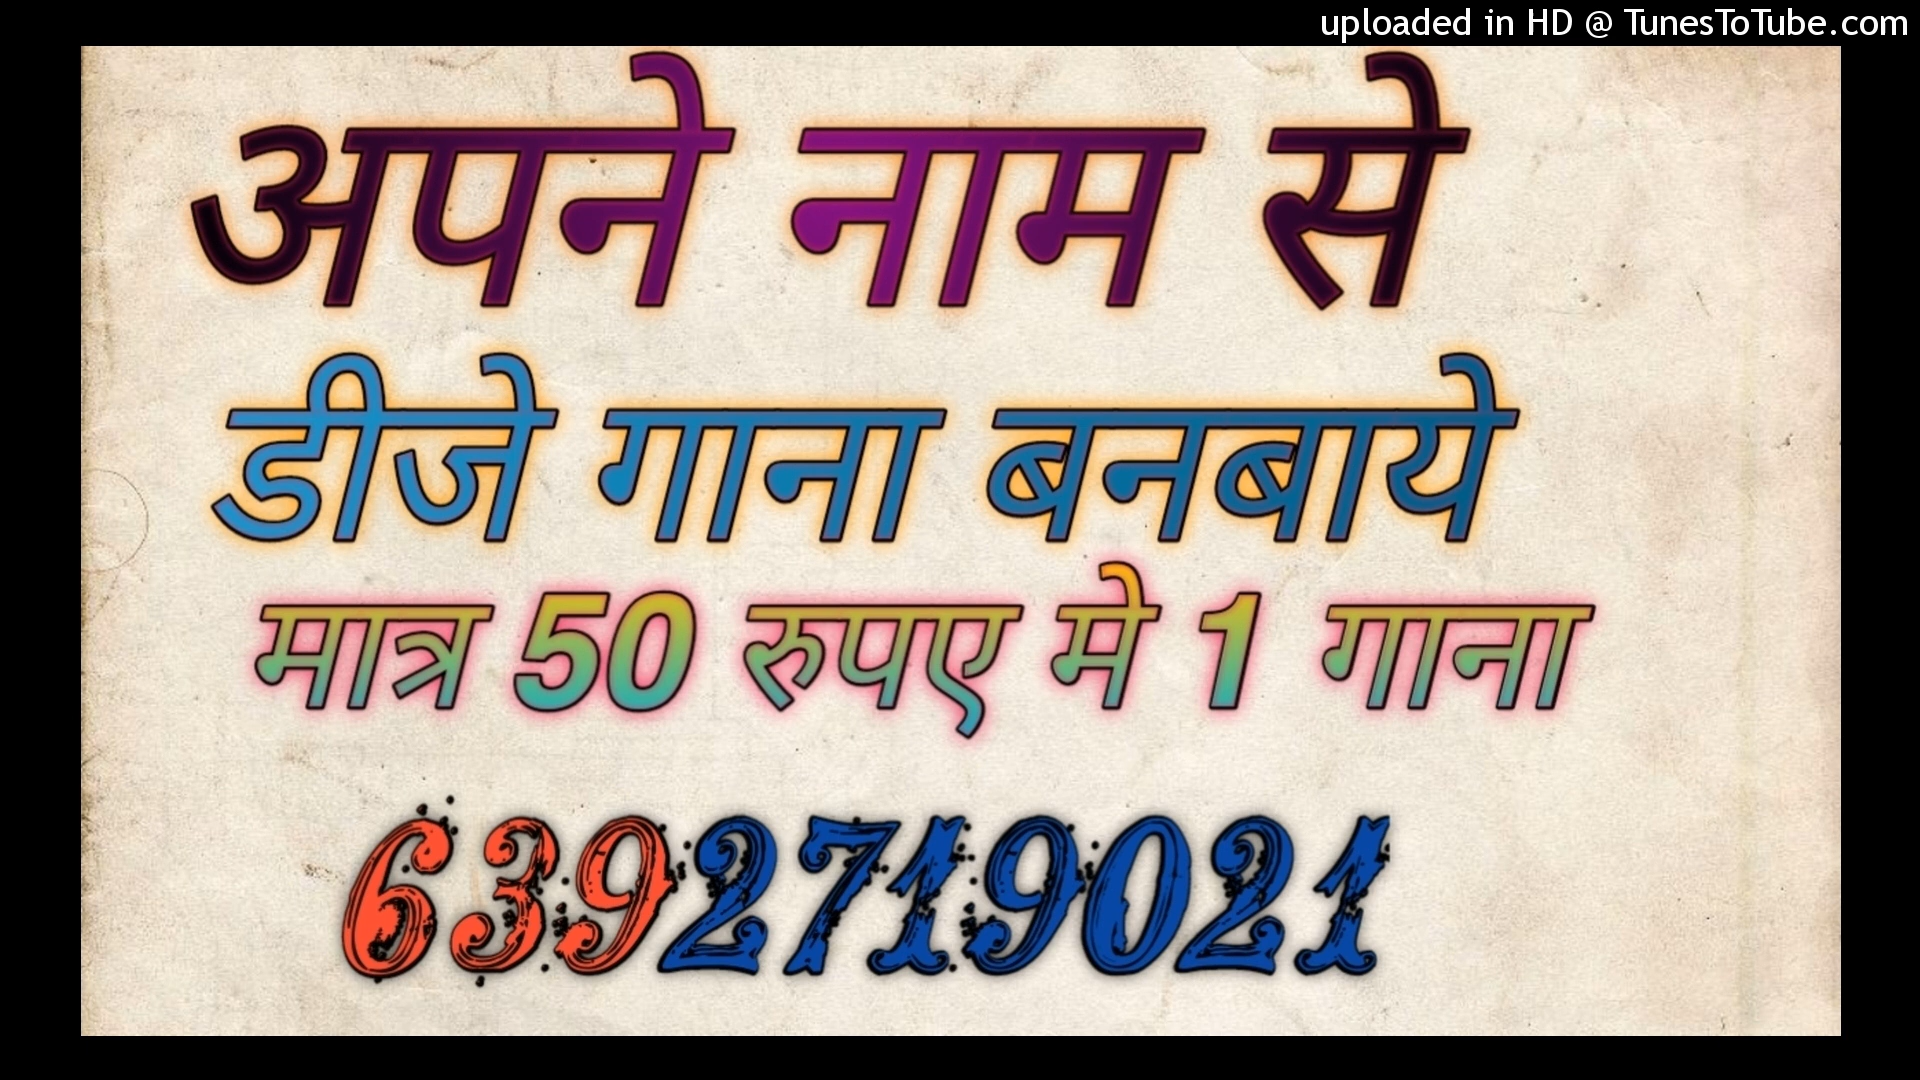 uploaded in HD @ TunesToTube.com
अपने नाम से
डीजे गाना बनबाये
मात्र 50 रुपए मे 1 गाना
6392719021